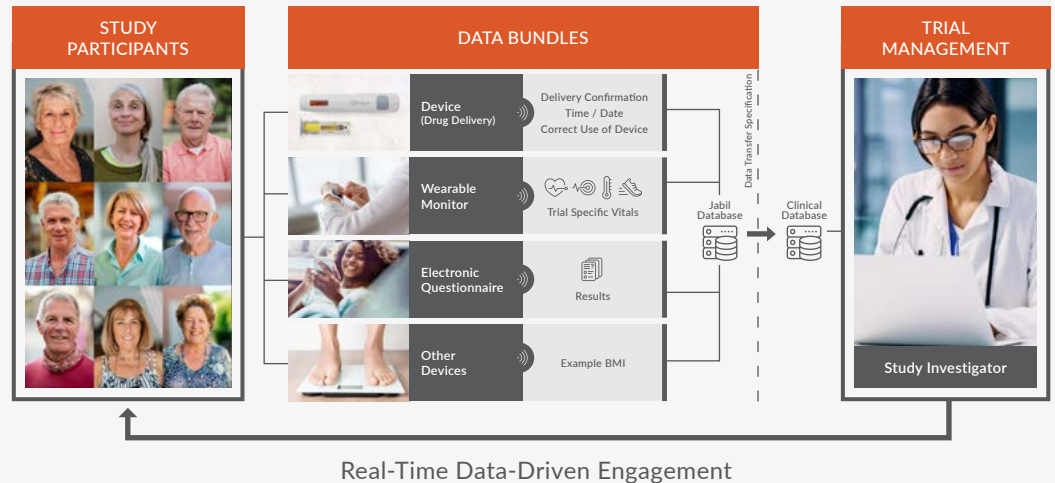 STUDY
PARTICIPANTS
DATA BUNDLES
TRIAL
MANAGEMENT
Device
(Drug Delivery)
Delivery Confirmation
Time / Date
Correct Use of Device
Wearable
Monitor
Trial Specific Vitals
Electronic
Questionnaire
Results
Other
Devices
Example BMI
Jabil
Database
Data Transfer Specification
Clinical
Database
Study Investigator
Real-Time Data-Driven Engagement